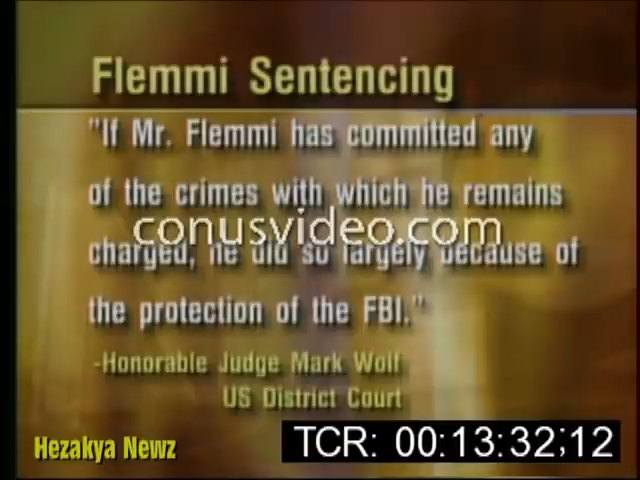 Flemmi Sentencing
"If Mr. Flemmi has committed any
of the crimes with which he remains
conusvideo.com
charged, he did so largely because of
the protection of the FBI."
-Honorable Judge Mark Wolf
US District Court
Hezakya Newz
TCR: 00:13:32;12